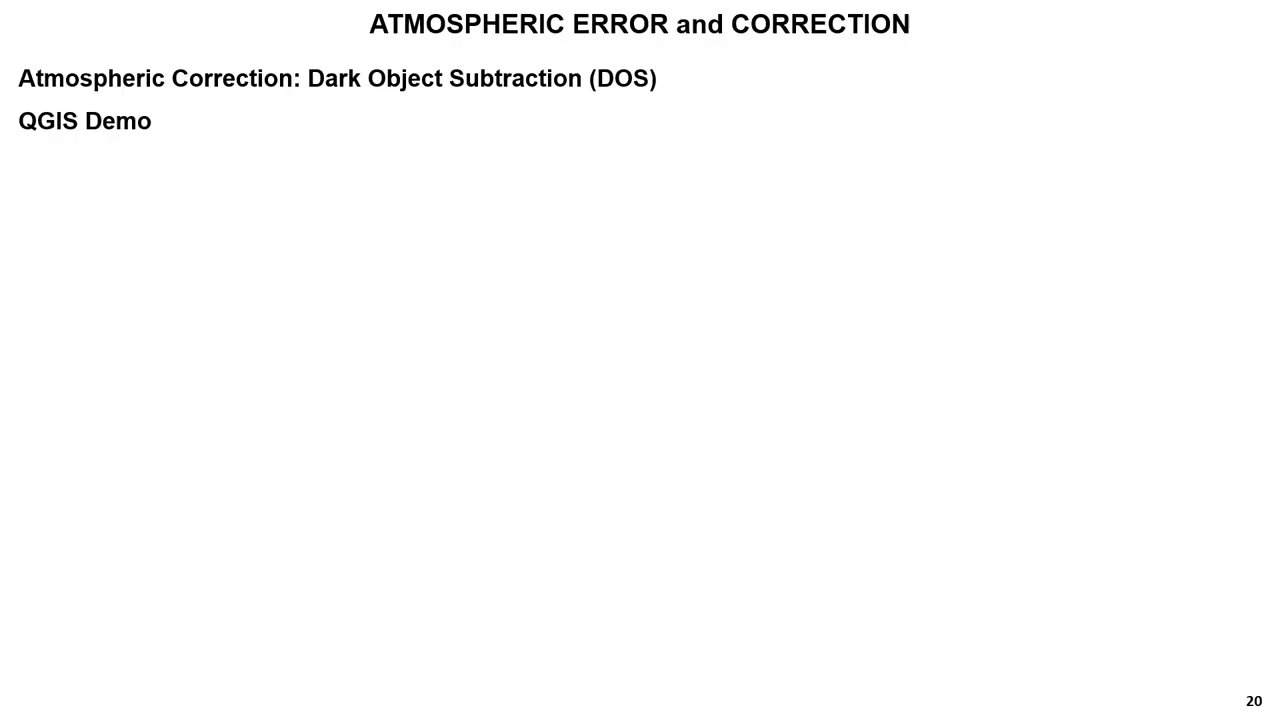 ATMOSPHERIC ERROR and CORRECTION
Atmospheric Correction: Dark Object Subtraction (DOS)
QGIS Demo
20